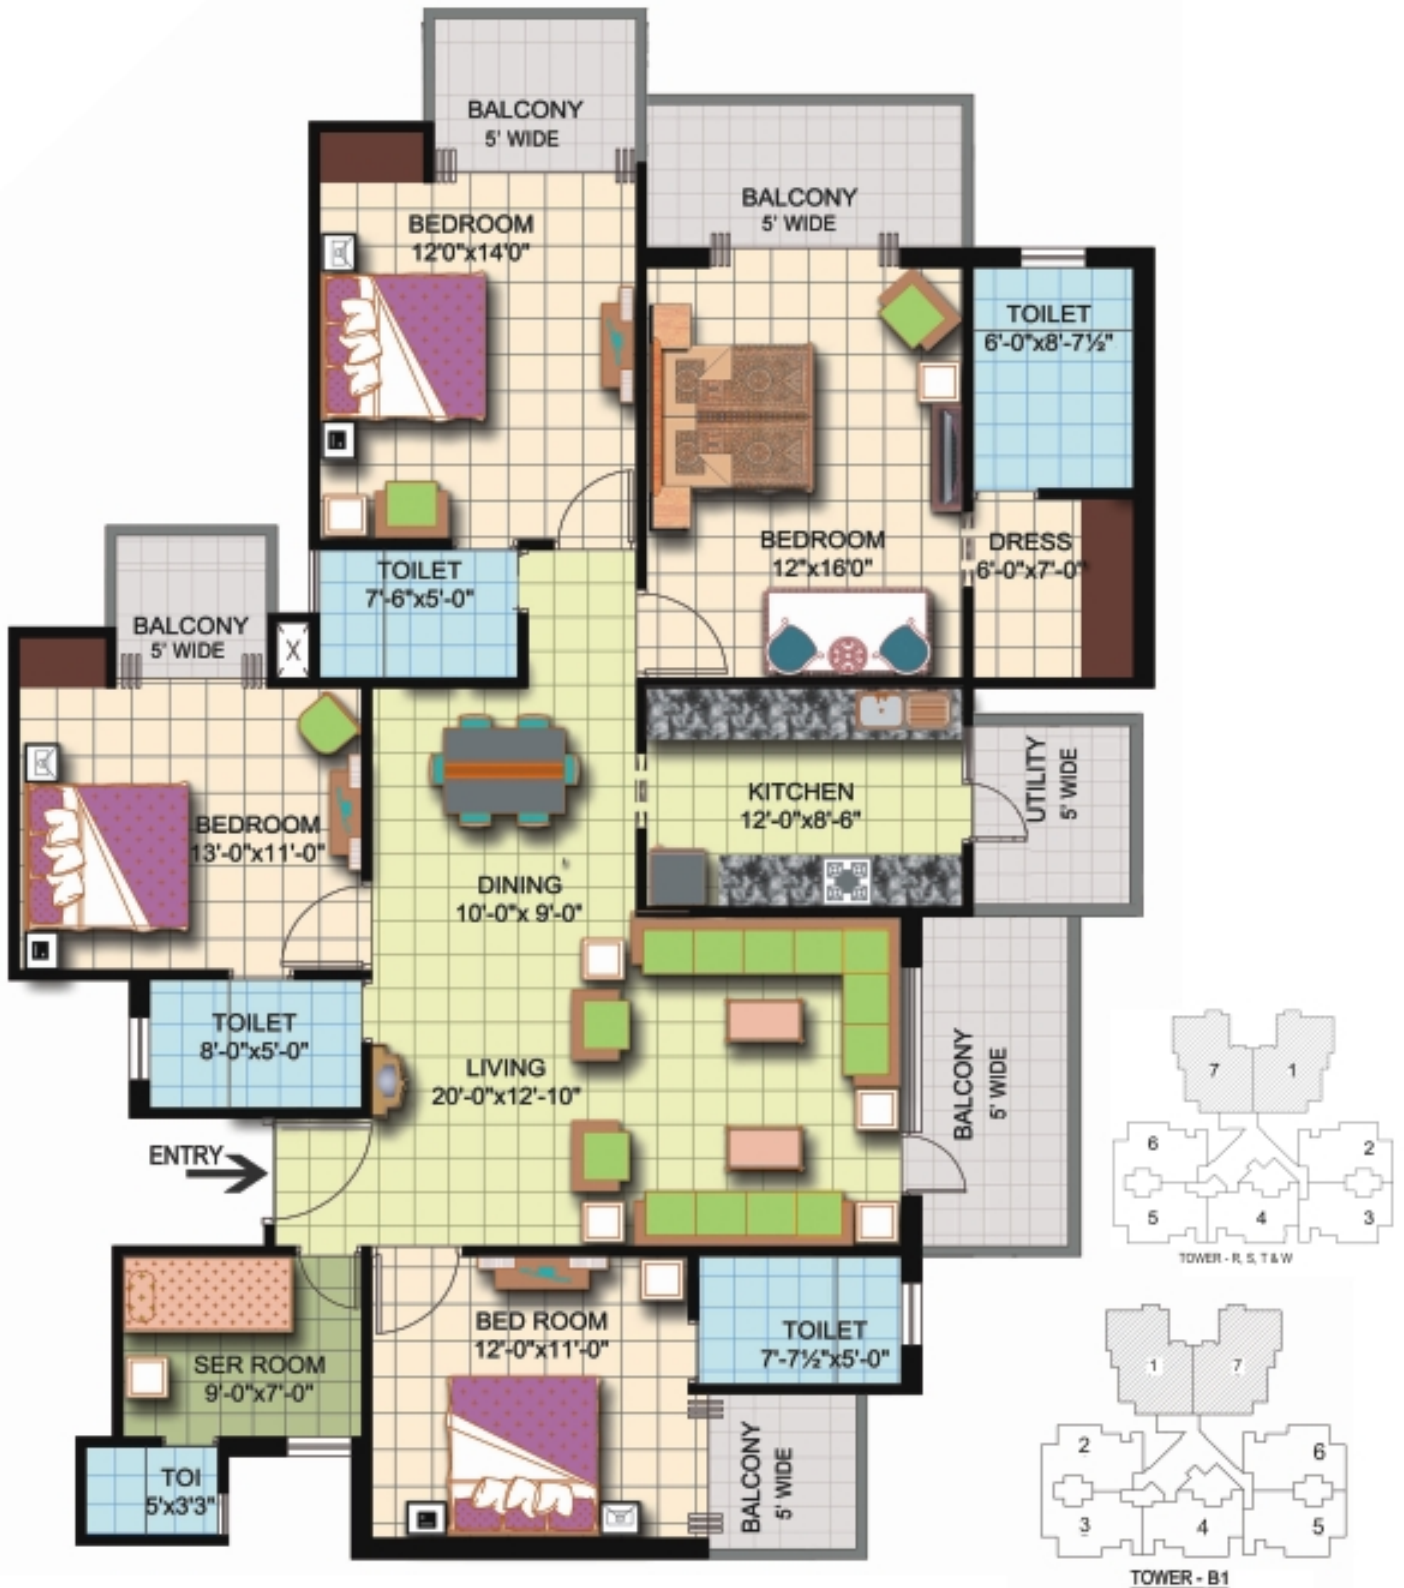 BALCONY
5' WIDE
BALCONY
5' WIDE
BEDROOM
12'0"x14'0"
TOILET
6'-0"x8'-7½"
BEDROOM
12"x16'0"
DRESS
6'-0"x7'-0"
TOILET
7'-6"x5'-0"
BALCONY
5' WIDE
X
BEDROOM
13'-0"x11'-0"
KITCHEN
12'-0"x8'-6"
UTILITY
5' WIDE
DINING
10'-0"x 9'-0"
TOILET
8'-0"x5'-0"
LIVING
20'-0"x12'-10"
BALCONY
5' WIDE
ENTRY
BED ROOM
12'-0"x11'-0"
TOILET
7'-7½"x5'-0"
SER ROOM
9'-0"x7'-0"
TOI
5'x3'3"
BALCONY
5' WIDE
7 1
6 2
5 4 3
TOWER - R, S, T & W
1 7
2 6
3 4 5
TOWER - B1